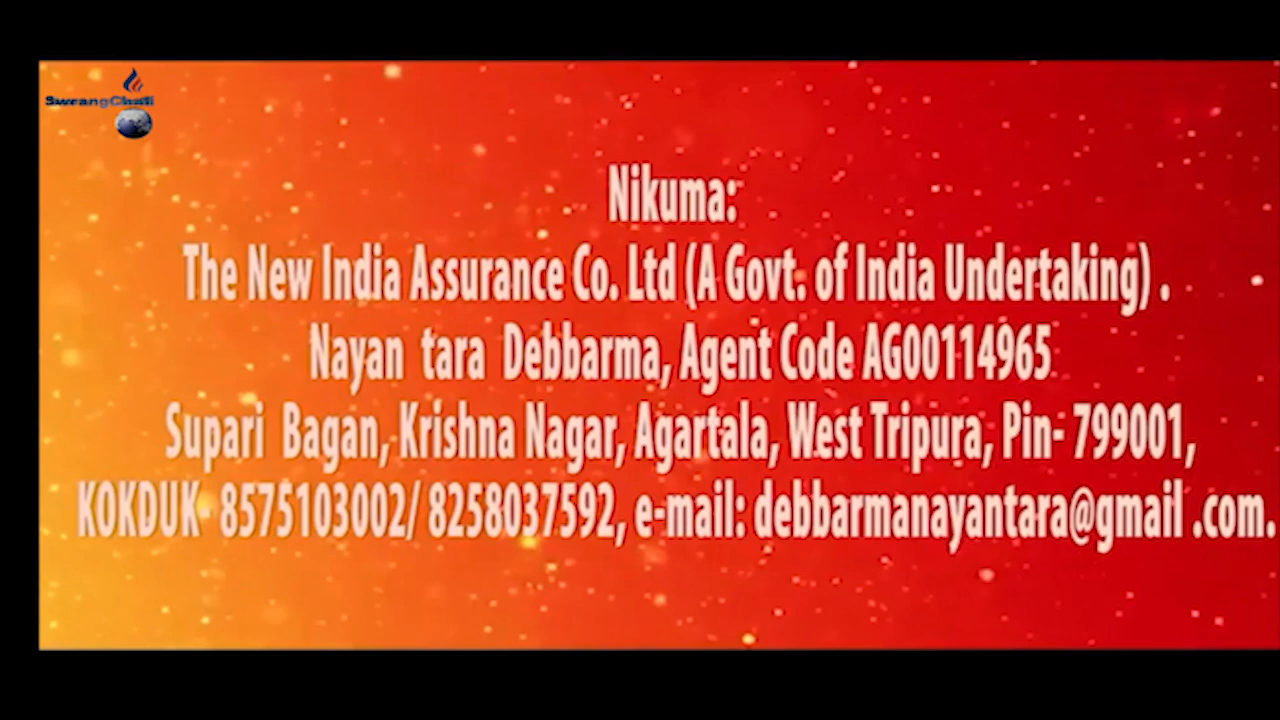 SwrangChati
Nikuma:
The New India Assurance Co. Ltd (A Govt. of India Undertaking) .
Nayan tara Debbarma, Agent Code AG00114965
Supari Bagan, Krishna Nagar, Agartala, West Tripura, Pin- 799001,
KOKDUK- 8575103002/ 8258037592, e-mail: debbarmanayantara@gmail .com.